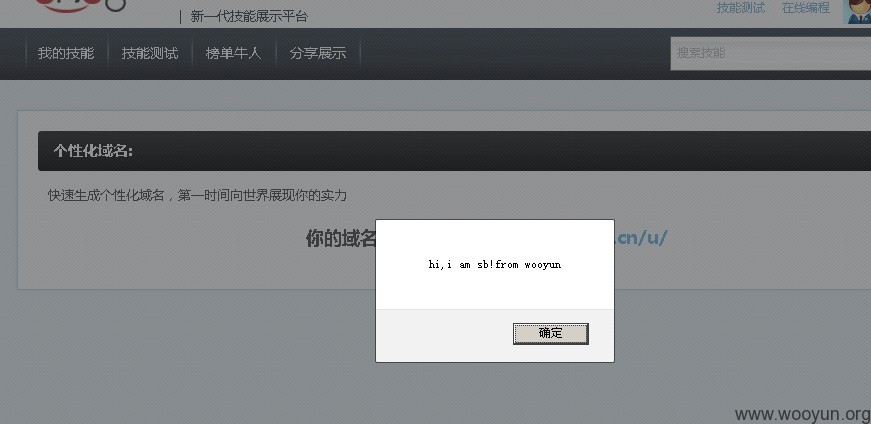 技能测试 在线编程
| 新一代技能展示平台
我的技能 技能测试 榜单牛人 分享展示
搜索技能
个性化域名:
快速生成个性化域名，第一时间向世界展现你的实力
你的域名 .cn/u/
hi,i am sb!from wooyun
确定
www.wooyun.org